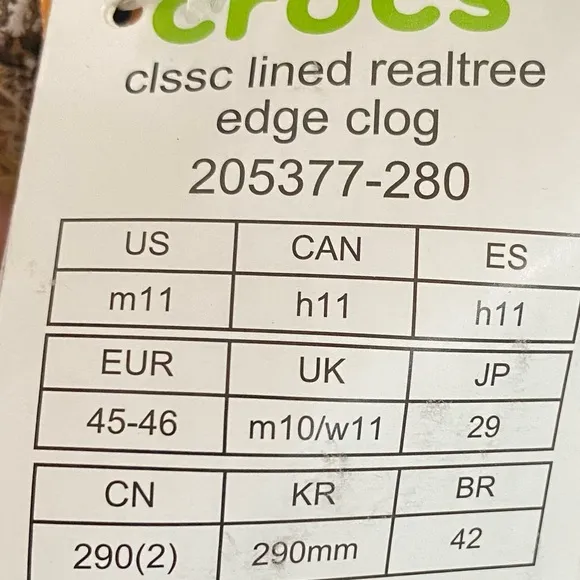 crocs
clssc lined realtree
edge clog
205377-280
US CAN ES
m11 h11 h11
EUR UK JP
45-46 m10/w11 29
CN KR BR
290(2) 290mm 42